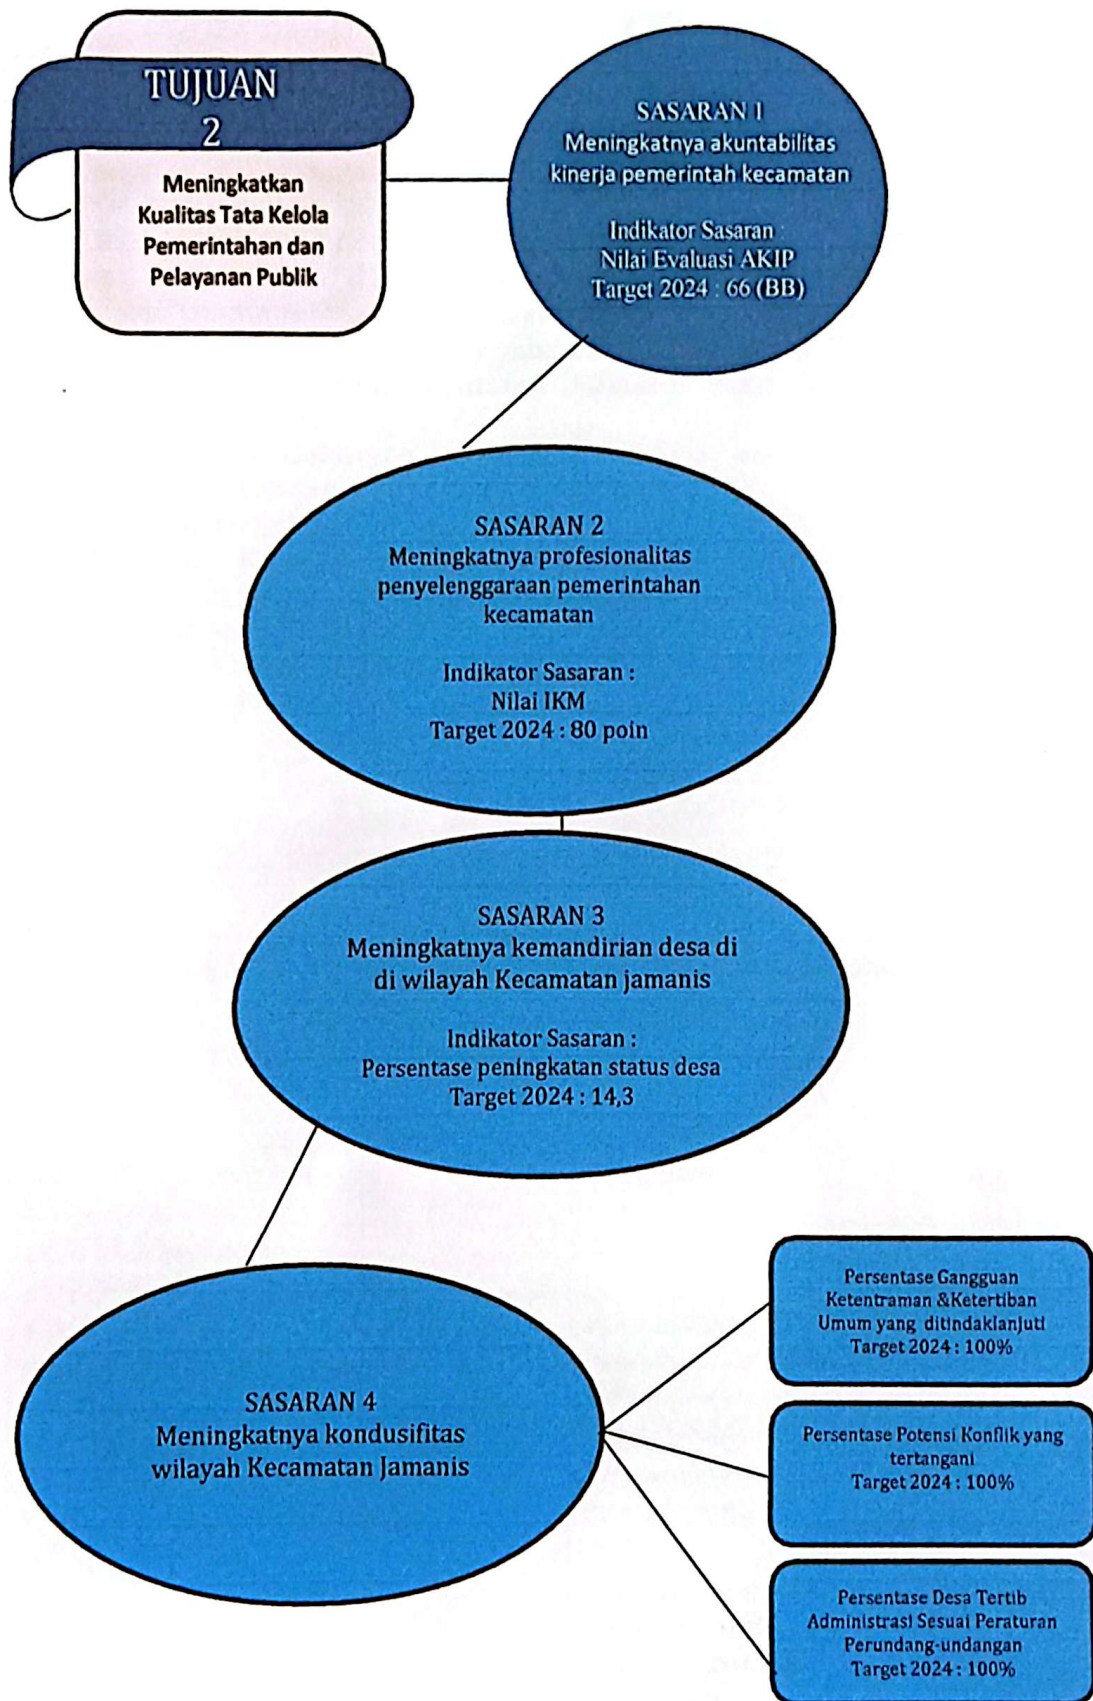 TUJUAN
2
Meningkatkan
Kualitas Tata Kelola
Pemerintahan dan
Pelayanan Publik
SASARAN 1
Meningkatnya akuntabilitas
kinerja pemerintah kecamatan
Indikator Sasaran :
Nilai Evaluasi AKIP
Target 2024 : 66 (BB)
SASARAN 2
Meningkatnya profesionalitas
penyelenggaraan pemerintahan
kecamatan
Indikator Sasaran :
Nilai IKM
Target 2024 : 80 poin
SASARAN 3
Meningkatnya kemandirian desa di
di wilayah Kecamatan jamanis
Indikator Sasaran :
Persentase peningkatan status desa
Target 2024 : 14,3
SASARAN 4
Meningkatnya kondusifitas
wilayah Kecamatan Jamanis
Persentase Gangguan
Ketentraman &Ketertiban
Umum yang ditindaklanjuti
Target 2024 : 100%
Persentase Potensi Konflik yang
tertangani
Target 2024 : 100%
Persentase Desa Tertib
Administrasi Sesuai Peraturan
Perundang-undangan
Target 2024 : 100%